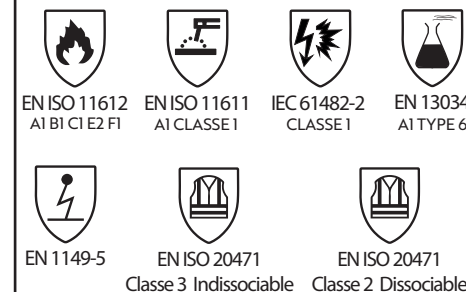 EN ISO 11612 EN ISO 11611 IEC 61482-2 EN 13034
A1 B1 C1 E2 F1 A1 CLASSE 1 CLASSE 1 A1 TYPE 6
EN 1149-5 EN ISO 20471 EN ISO 20471
Classe 3 Indissociable Classe 2 Dissociable